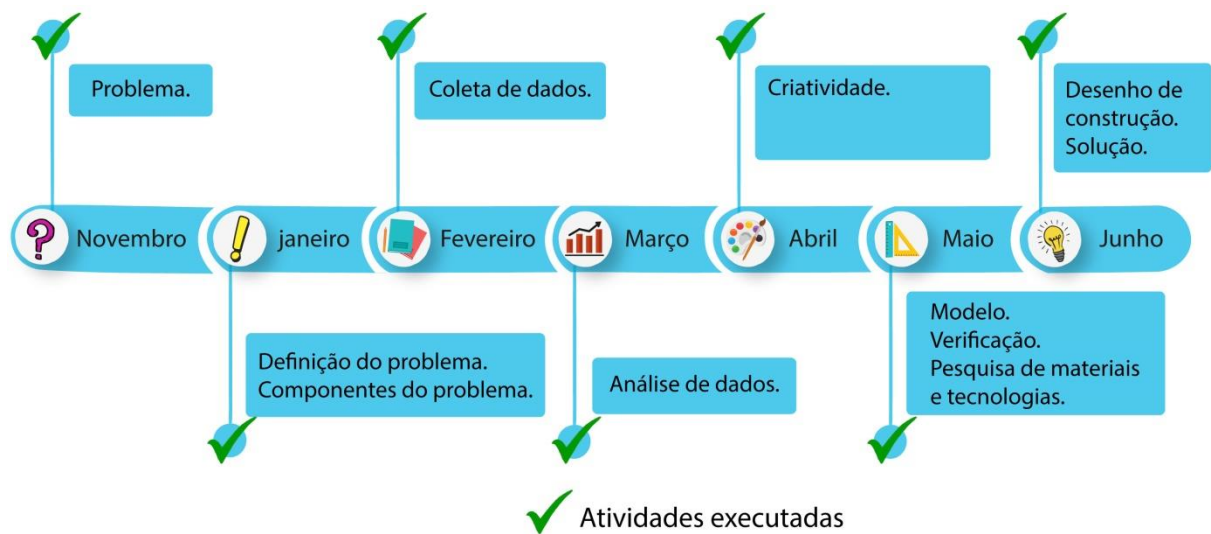 Problema.
Coleta de dados.
Criatividade.
Desenho de
construção.
Solução.
? Novembro
! janeiro
Fevereiro
Março
Abril
Maio
Junho
Definição do problema.
Componentes do problema.
Análise de dados.
Modelo.
Verificação.
Pesquisa de materiais
e tecnologias.
Atividades executadas